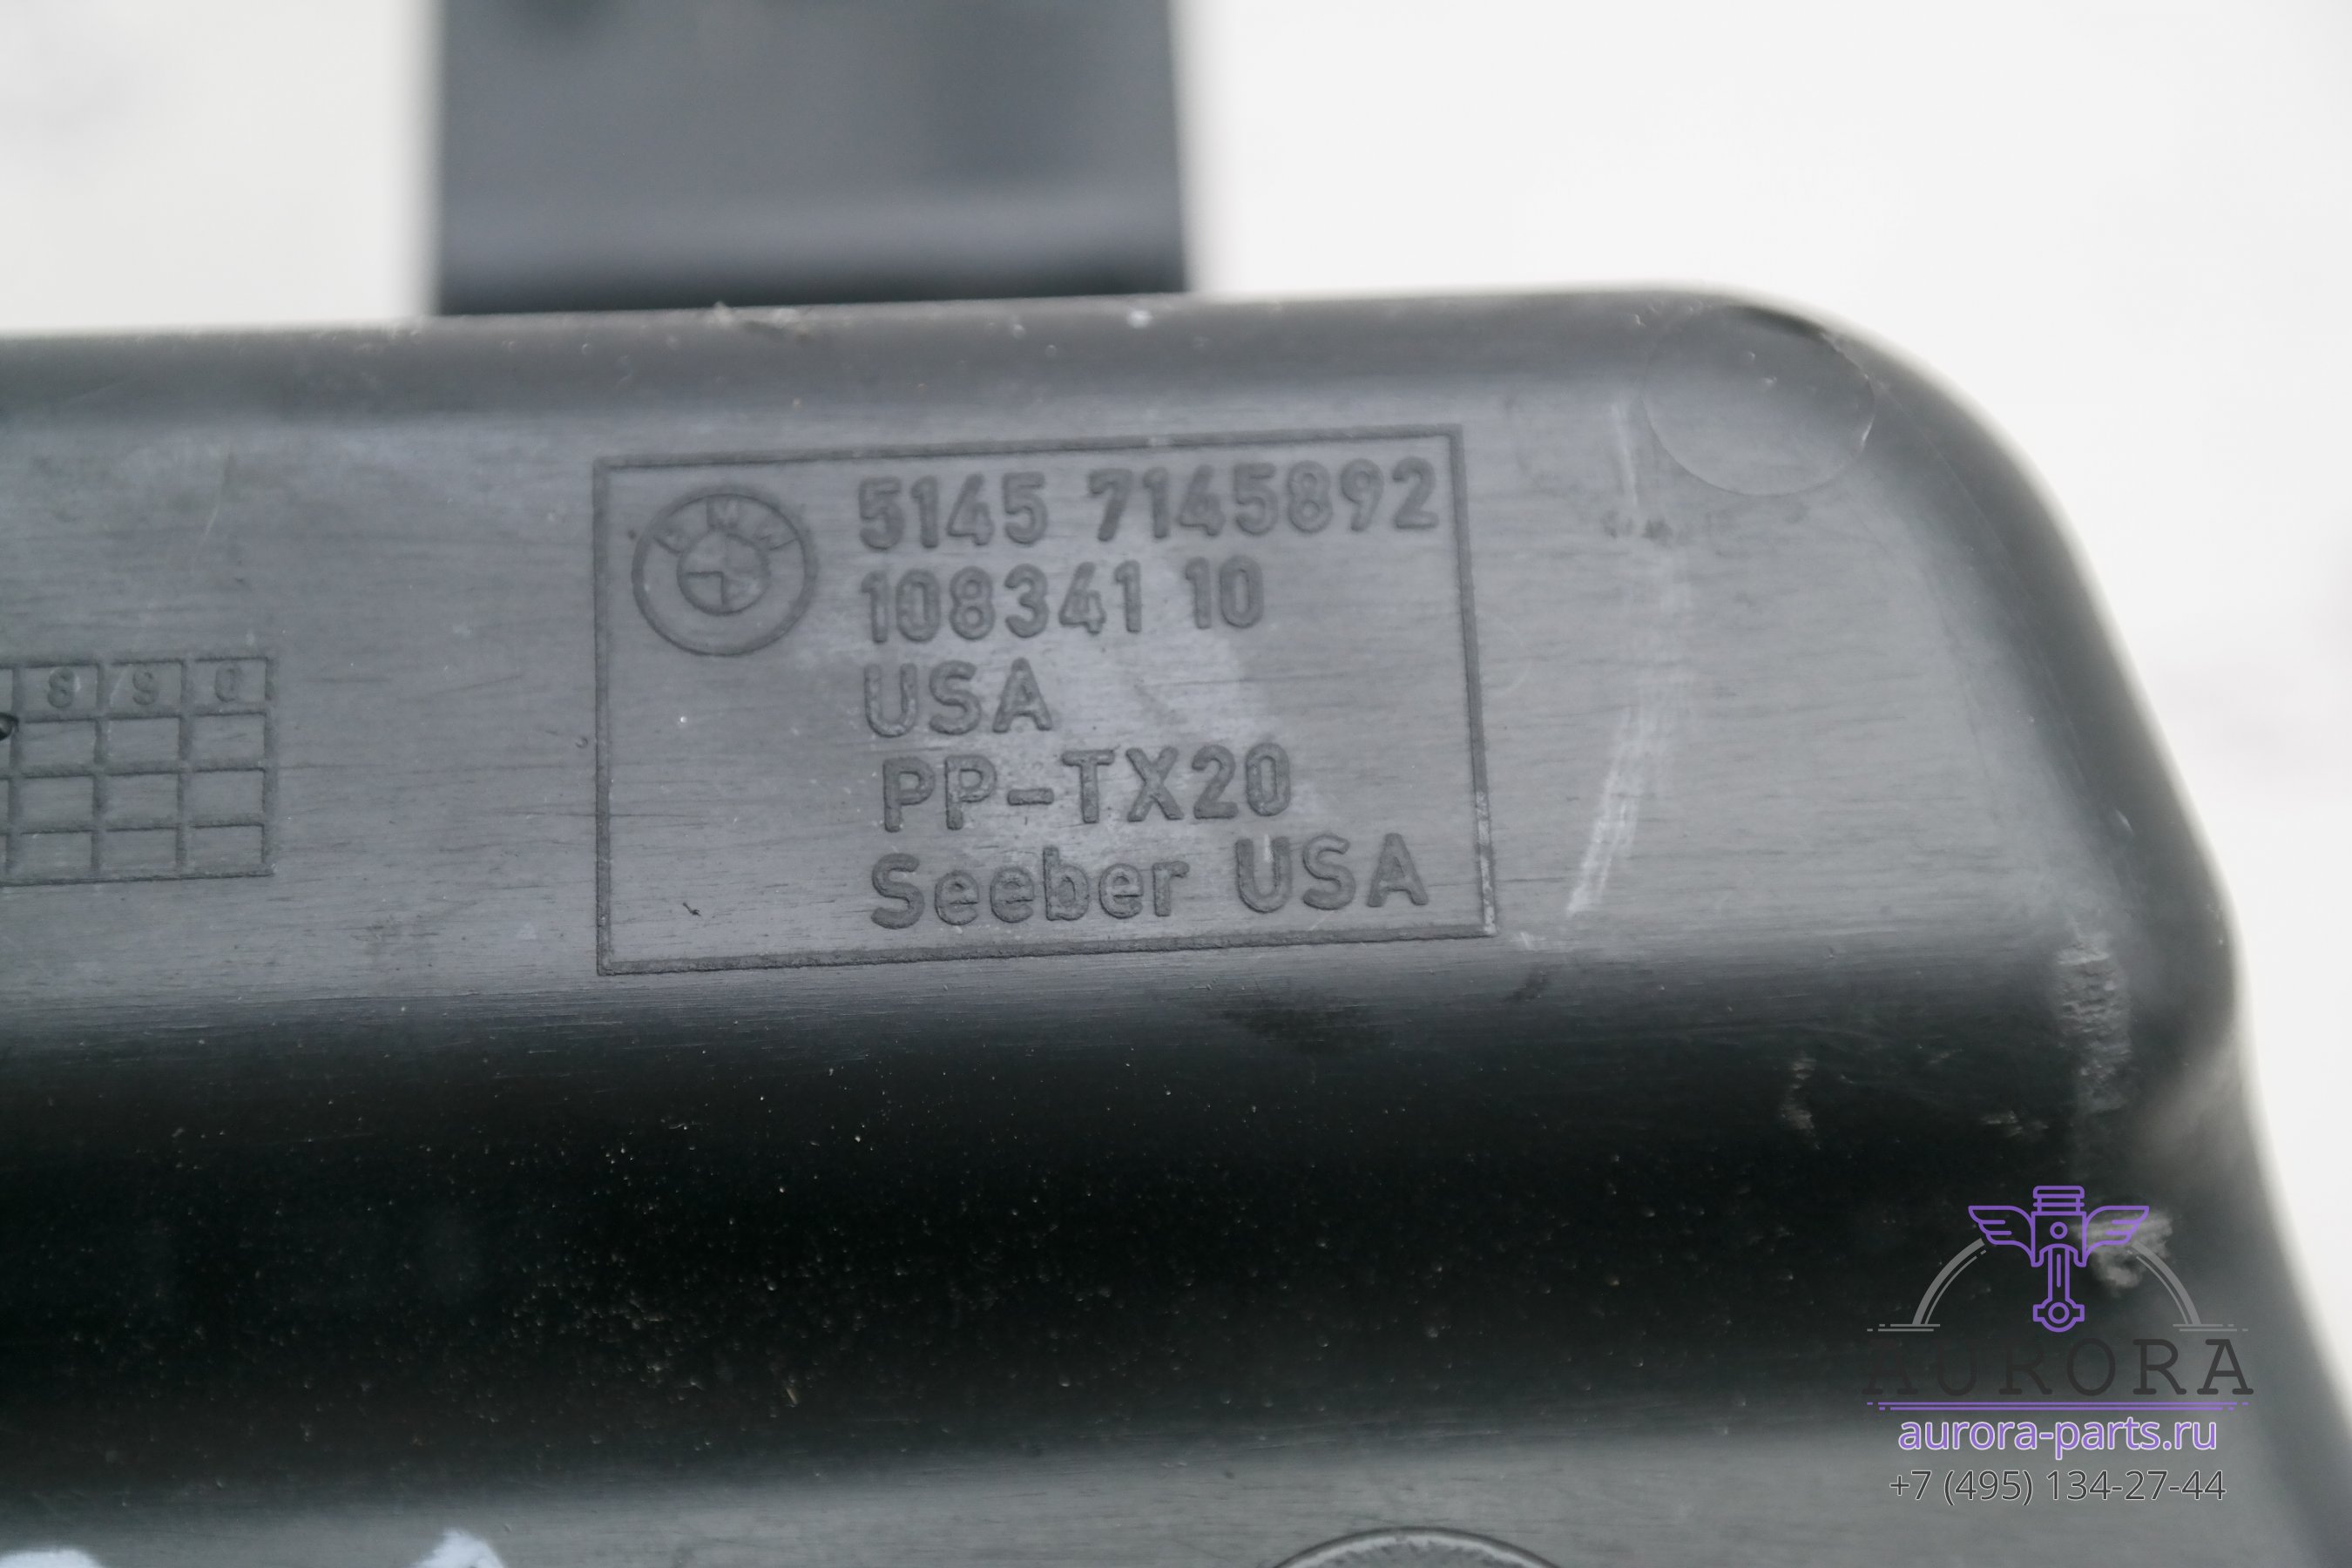 BMW
5145 7145892
108341 10
USA
PP-TX20
Seeber USA
8 9 0
AURORA
aurora-parts.ru
+7 (495) 134-27-44